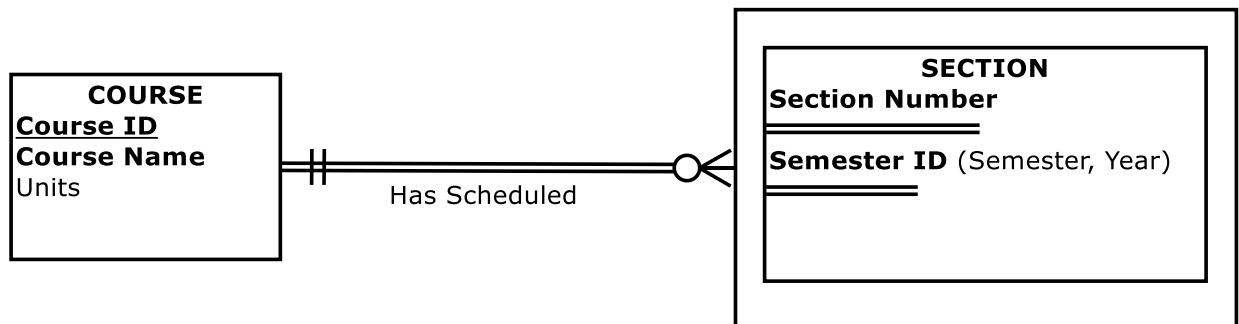 COURSE
Course ID
Course Name
Units
Has Scheduled
SECTION
Section Number
Semester ID (Semester, Year)